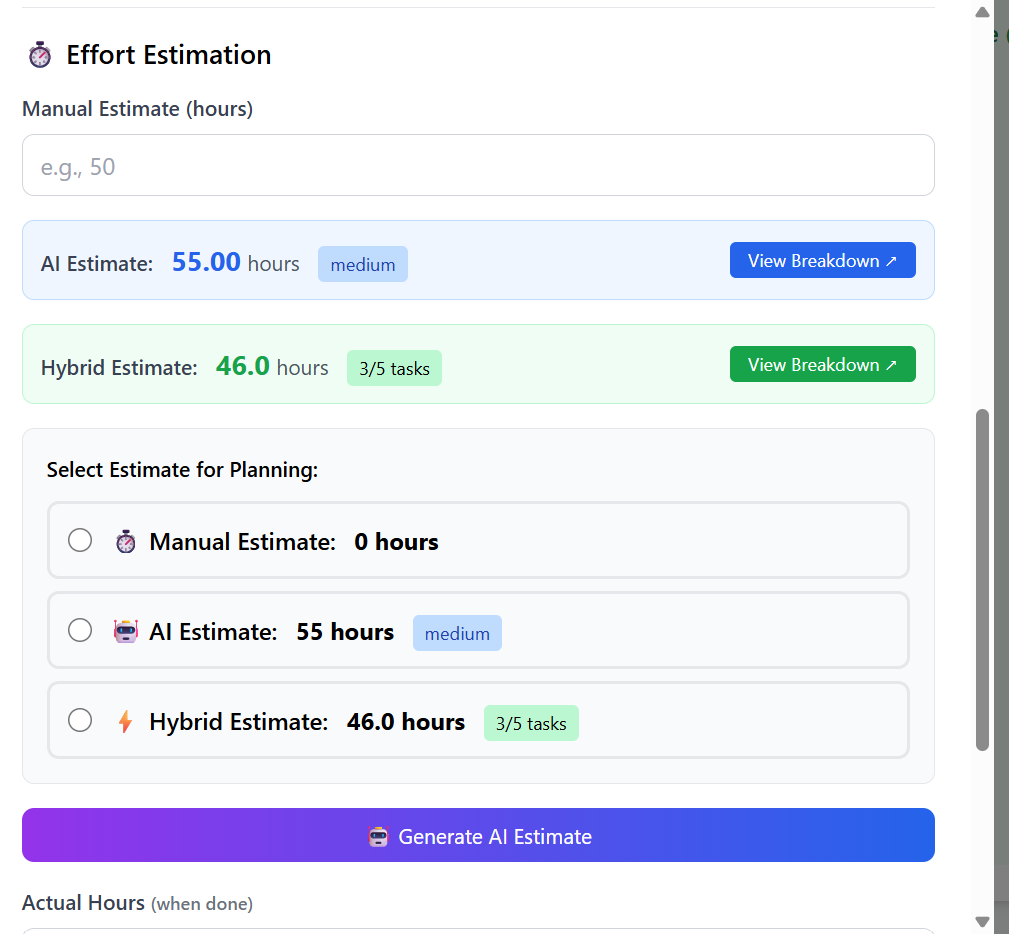 Effort Estimation
Manual Estimate (hours)
e.g., 50
AI Estimate: 55.00 hours medium View Breakdown ↗
Hybrid Estimate: 46.0 hours 3/5 tasks View Breakdown ↗
Select Estimate for Planning:
Manual Estimate: 0 hours
AI Estimate: 55 hours medium
Hybrid Estimate: 46.0 hours 3/5 tasks
Generate AI Estimate
Actual Hours (when done)